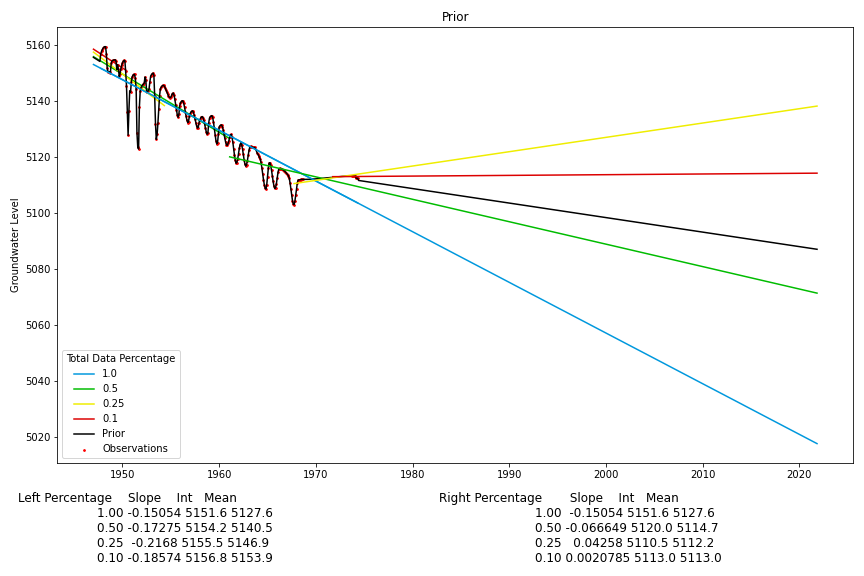 Prior
5160
5140
5120
5100
5080
5060
5040
5020
Groundwater Level
Total Data Percentage
1.0
0.5
0.25
0.1
Prior
Observations
1950 1960 1970 1980 1990 2000 2010 2020
Left Percentage Slope Int Mean
1.00 -0.15054 5151.6 5127.6
0.50 -0.17275 5154.2 5140.5
0.25 -0.2168 5155.5 5146.9
0.10 -0.18574 5156.8 5153.9
Right Percentage Slope Int Mean
1.00 -0.15054 5151.6 5127.6
0.50 -0.066649 5120.0 5114.7
0.25 0.04258 5110.5 5112.2
0.10 0.0020785 5113.0 5113.0